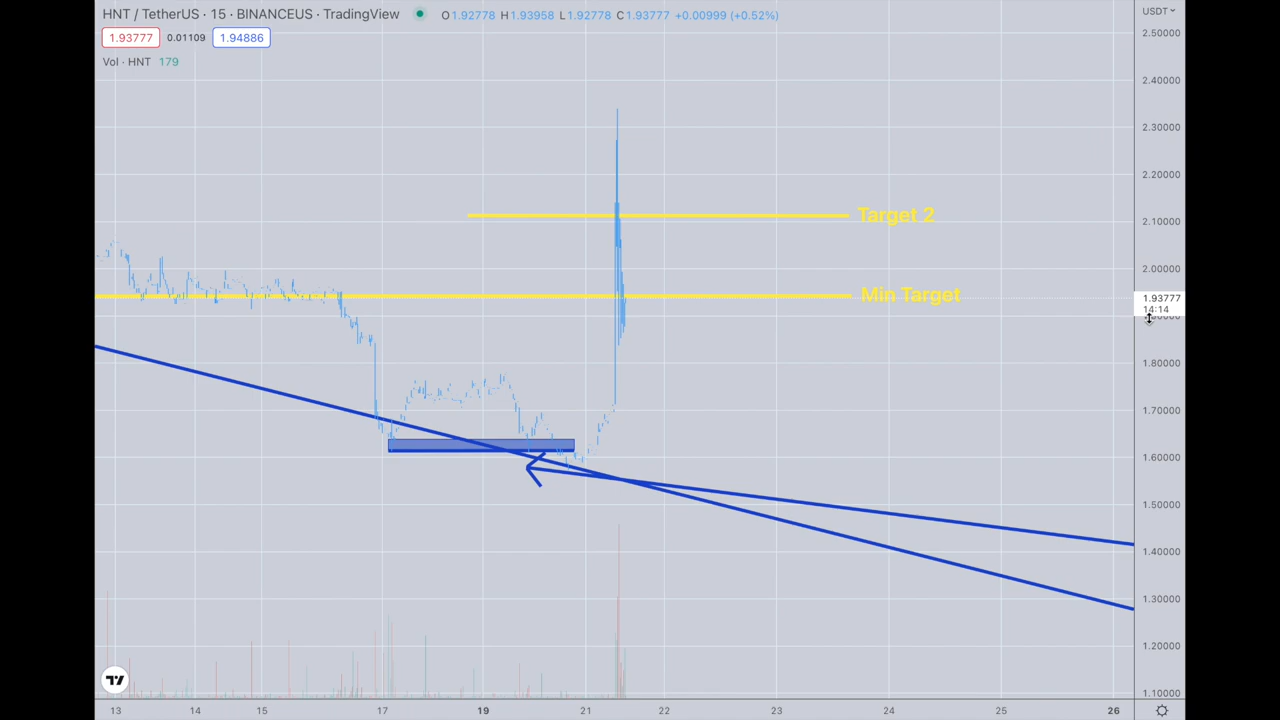 HNT / TetherUS · 15 · BINANCEUS · TradingView O1.92778 H1.93958 L1.92778 C1.93777 +0.00999 (+0.52%)
USDT
1.93777 0.01109 1.94886
Vol · HNT 179
2.50000
2.40000
2.30000
2.20000
Target 2
2.10000
2.00000
Min Target
1.93777
14:14
1.80000
1.70000
1.60000
1.50000
1.40000
1.30000
1.20000
1.10000
13 14 15 17 19 21 22 23 24 25 26